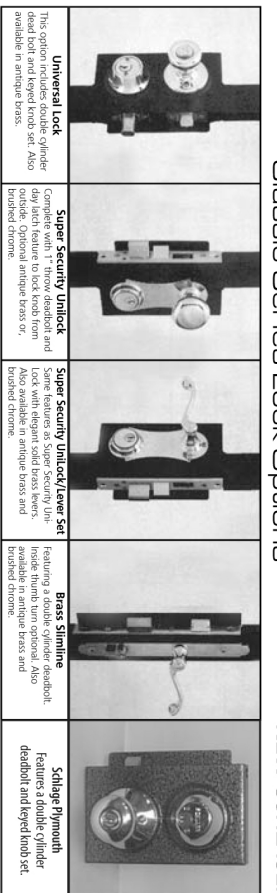 Universal Lock
This option includes double cylinder
dead bolt and keyed knob set. Also
available in antique brass.
Super Security Unilock
Complete with 1" throw deadbolt and
day latch feature to lock knob from
outside. Optional antique brass or,
brushed chrome.
Super Security UniLock/Lever Set
Same features as Super Security Uni-
Lock with elegant solid brass levers.
Also available in antique brass and
brushed chrome.
Brass Slimline
Featuring a double cylinder deadbolt.
Inside thumb turn optional. Also
available in antique brass and
brushed chrome.
Schlage Plymouth
Features a double cylinder
deadbolt and keyed knob set.